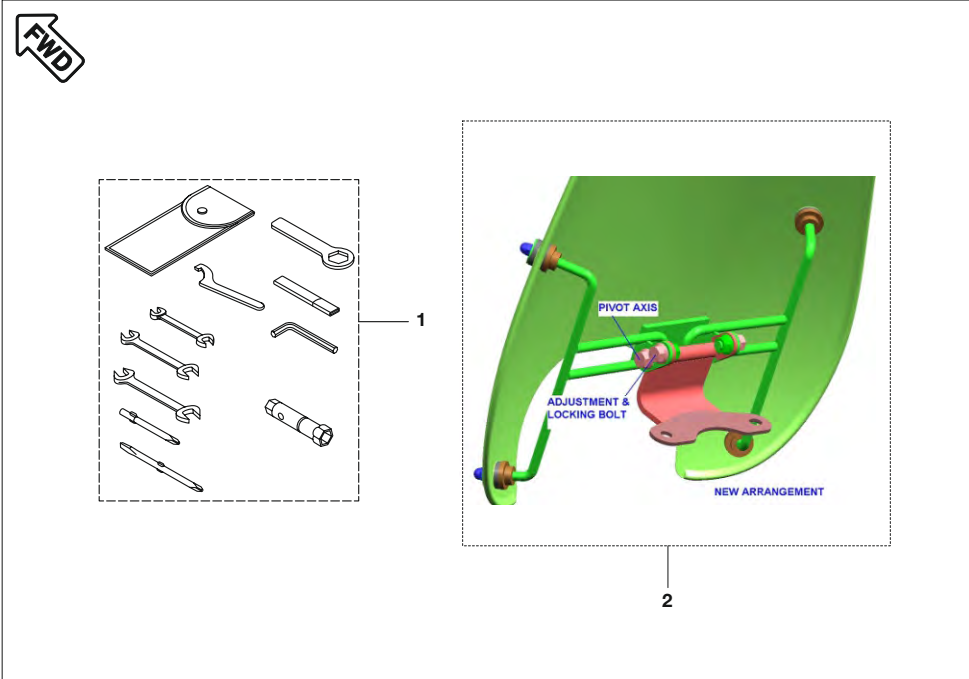 FWD
1
PIVOT AXIS
ADJUSTMENT &
LOCKING BOLT
NEW ARRANGEMENT
2